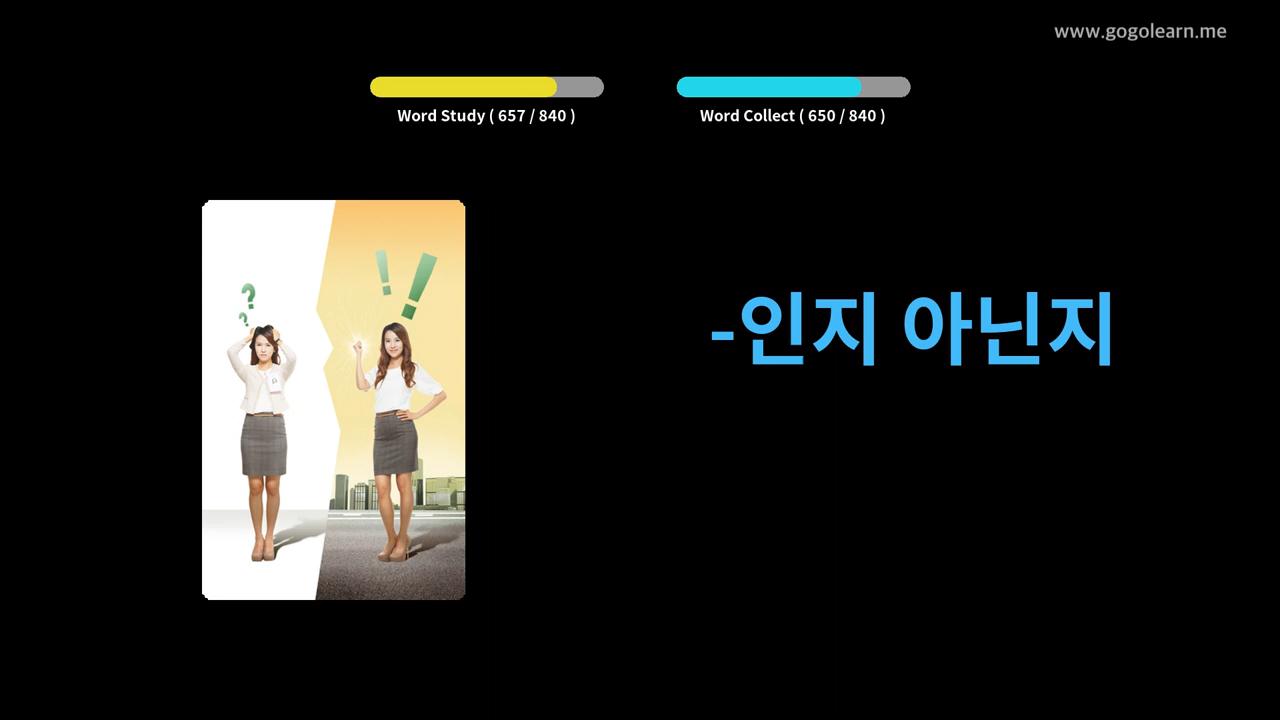 www.gogolearn.me
Word Study ( 657 / 840 )
Word Collect ( 650 / 840 )
? ?
! !
-인지 아닌지